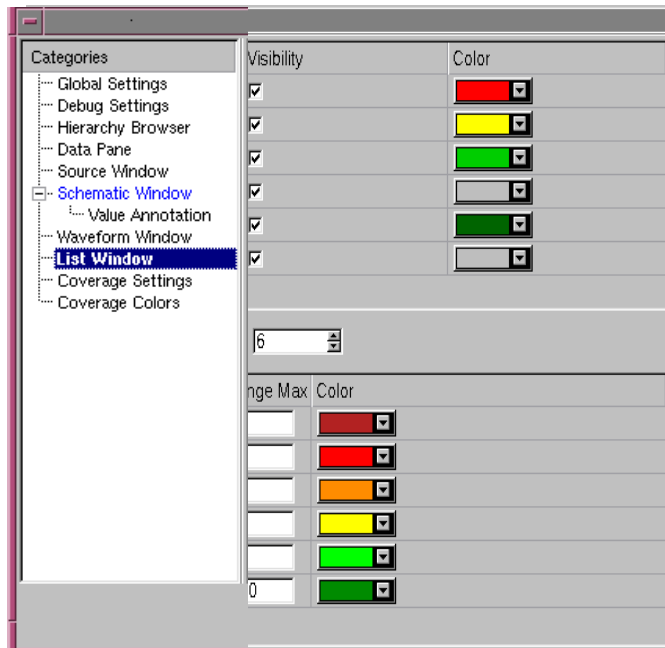 Categories Visibility Color
Global Settings
Debug Settings
Hierarchy Browser
Data Pane
Source Window
Schematic Window
Value Annotation
Waveform Window
List Window
Coverage Settings
Coverage Colors
6
nge Max Color
0